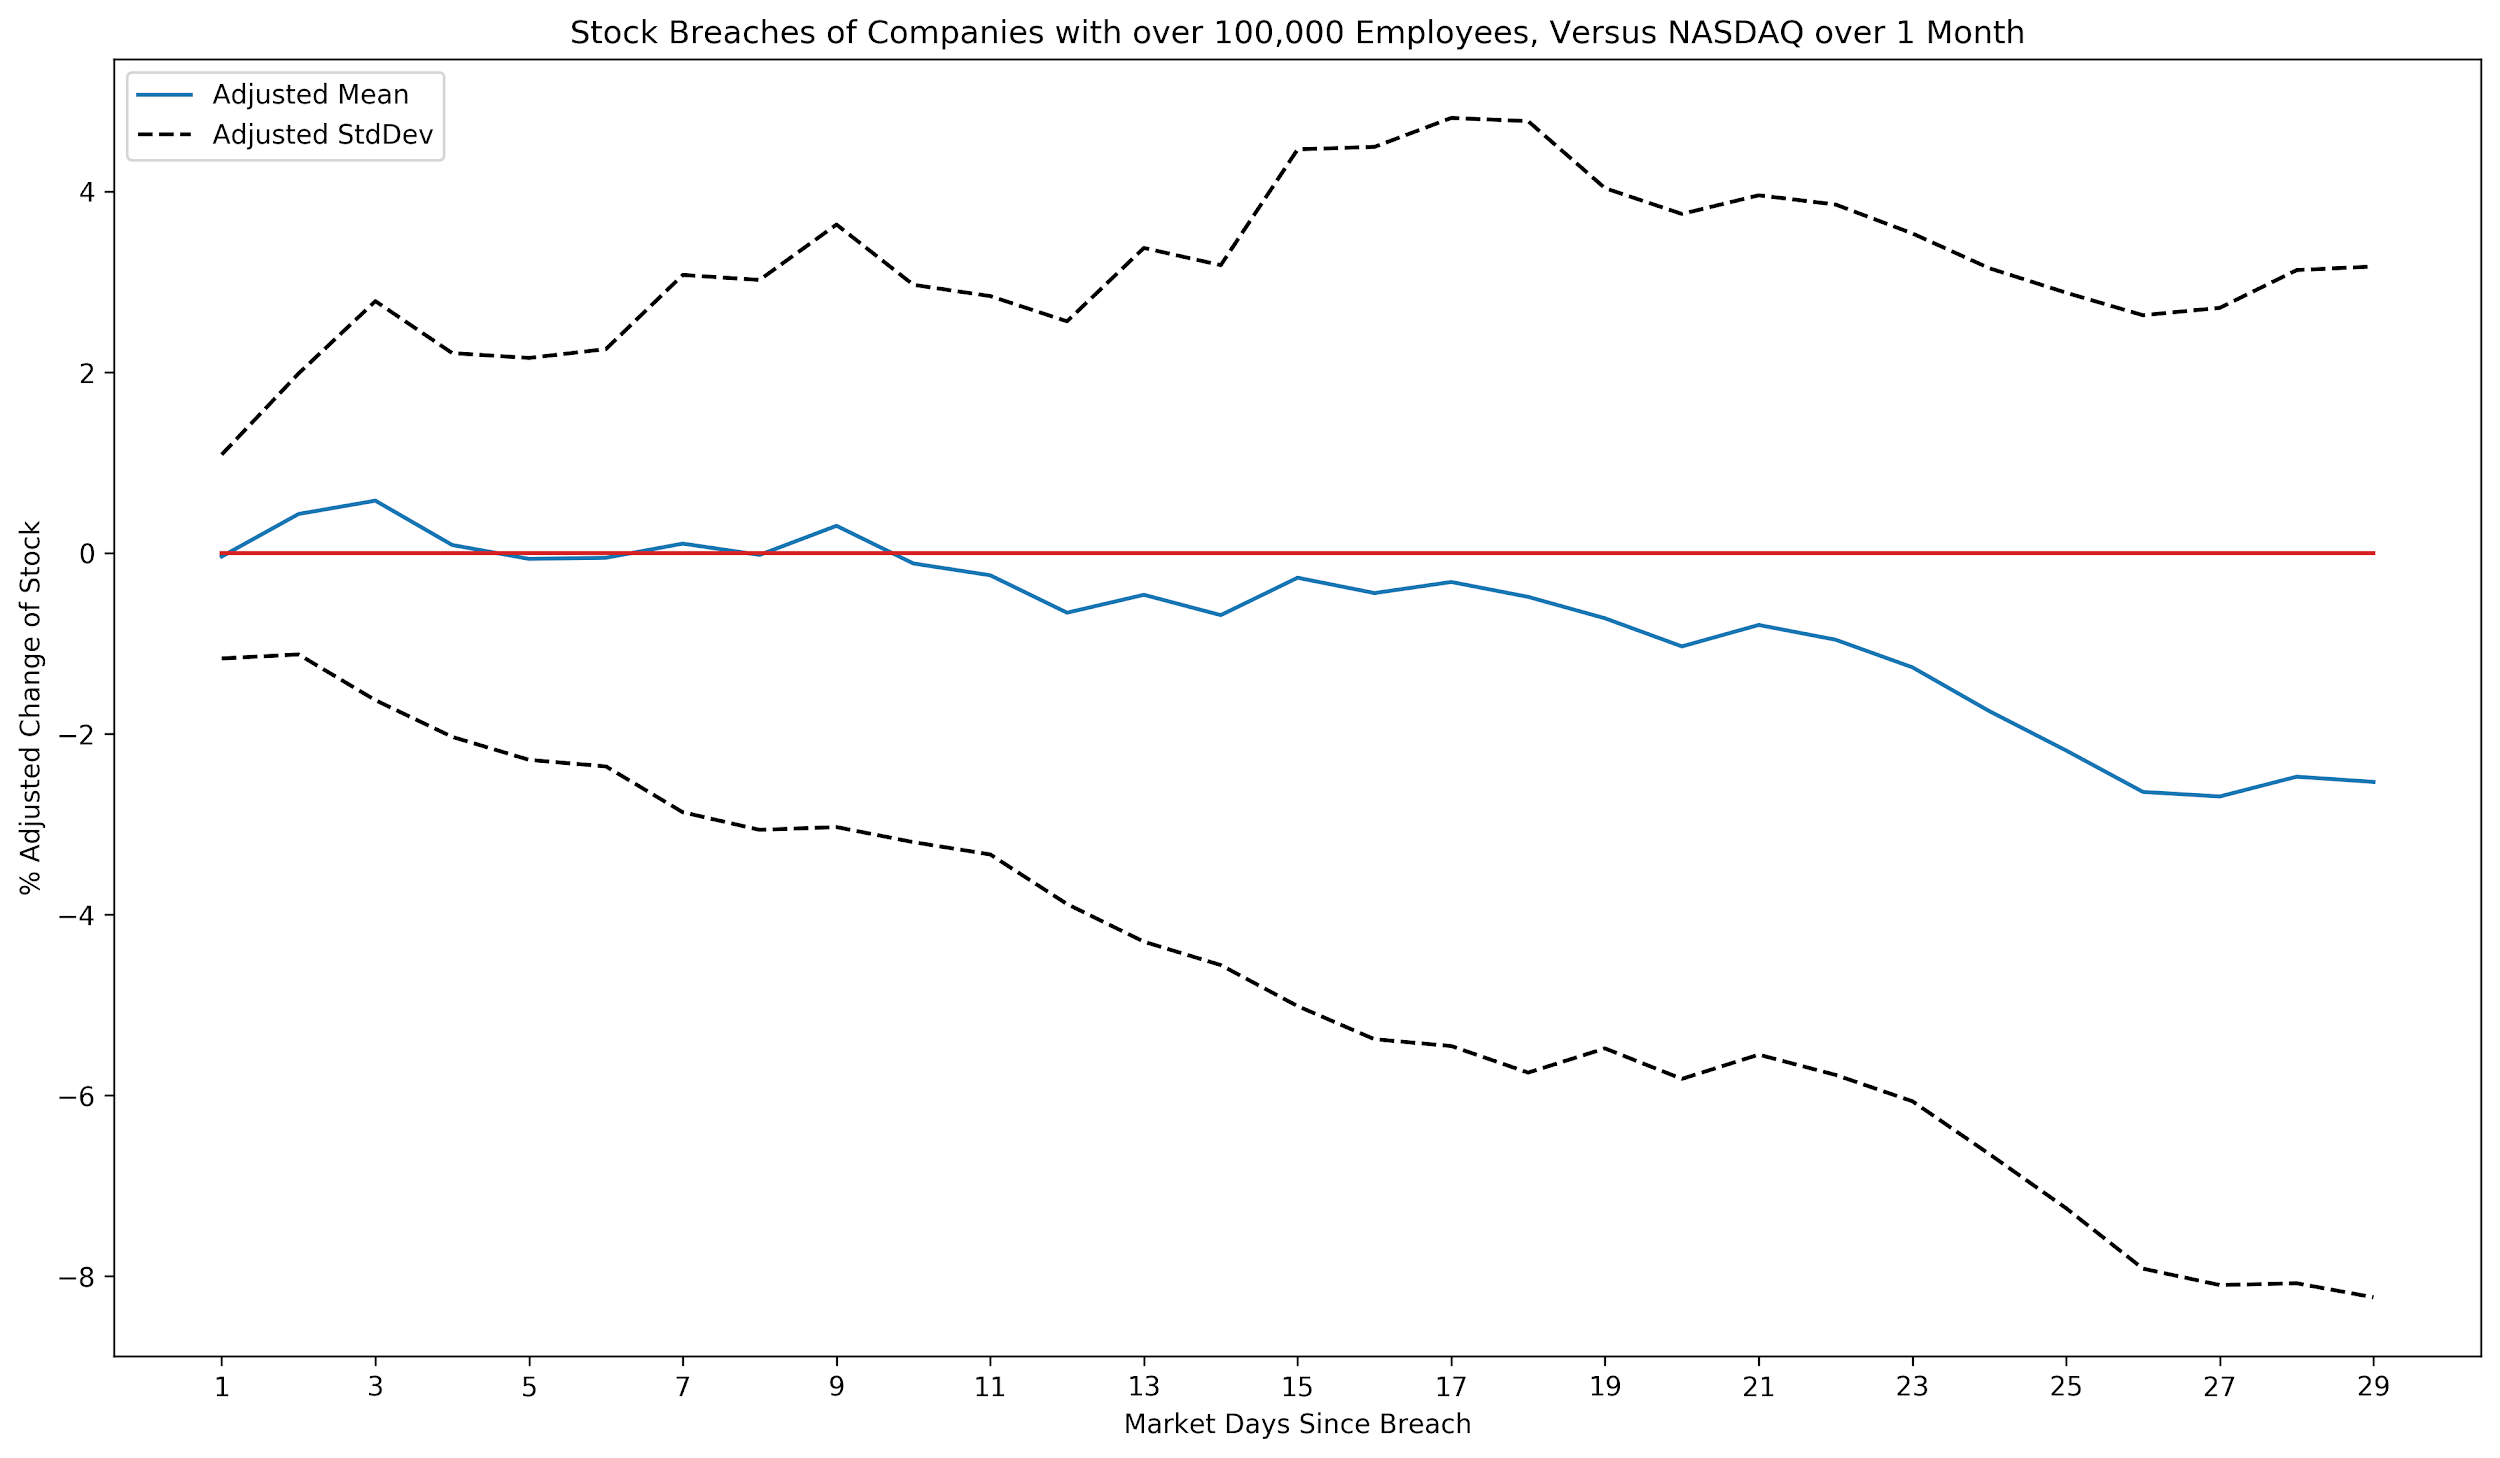 Stock Breaches of Companies with over 100,000 Employees, Versus NASDAQ over 1 Month
Adjusted Mean
Adjusted StdDev
% Adjusted Change of Stock
4
2
0
−2
−4
−6
−8
1 3 5 7 9 11 13 15 17 19 21 23 25 27 29
Market Days Since Breach